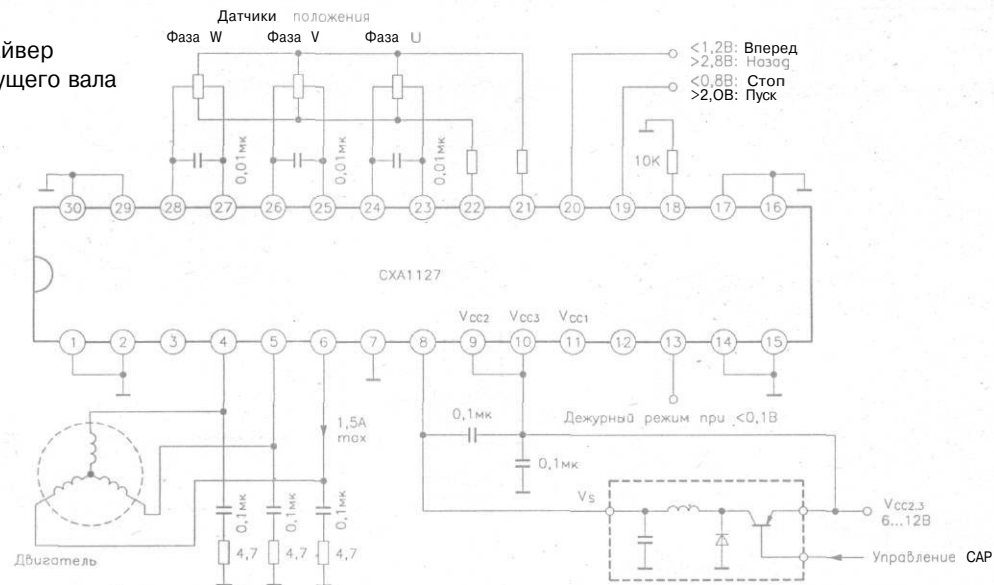 Датчики положения
Фаза W Фаза V Фаза U
йвер
ущего вала
<1,2В: Вперед
>2,8В: Назад
<0,8В: Стоп
>2,0В: Пуск
0,01мк 0,01мк 0,01мк
10К
30 29 28 27 26 25 24 23 22 21 20 19 18 17 16
CXA1127
VCC2 VCC3 VCC1
1 2 3 4 5 6 7 8 9 10 11 12 13 14 15
1,5А
max
0,1мк
Дежурный режим при <0,1В
0,1мк
VS
VCC2.3
6...12В
0,1мк 0,1мк 0,1мк
4,7 4,7 4,7
Двигатель
Управление САР